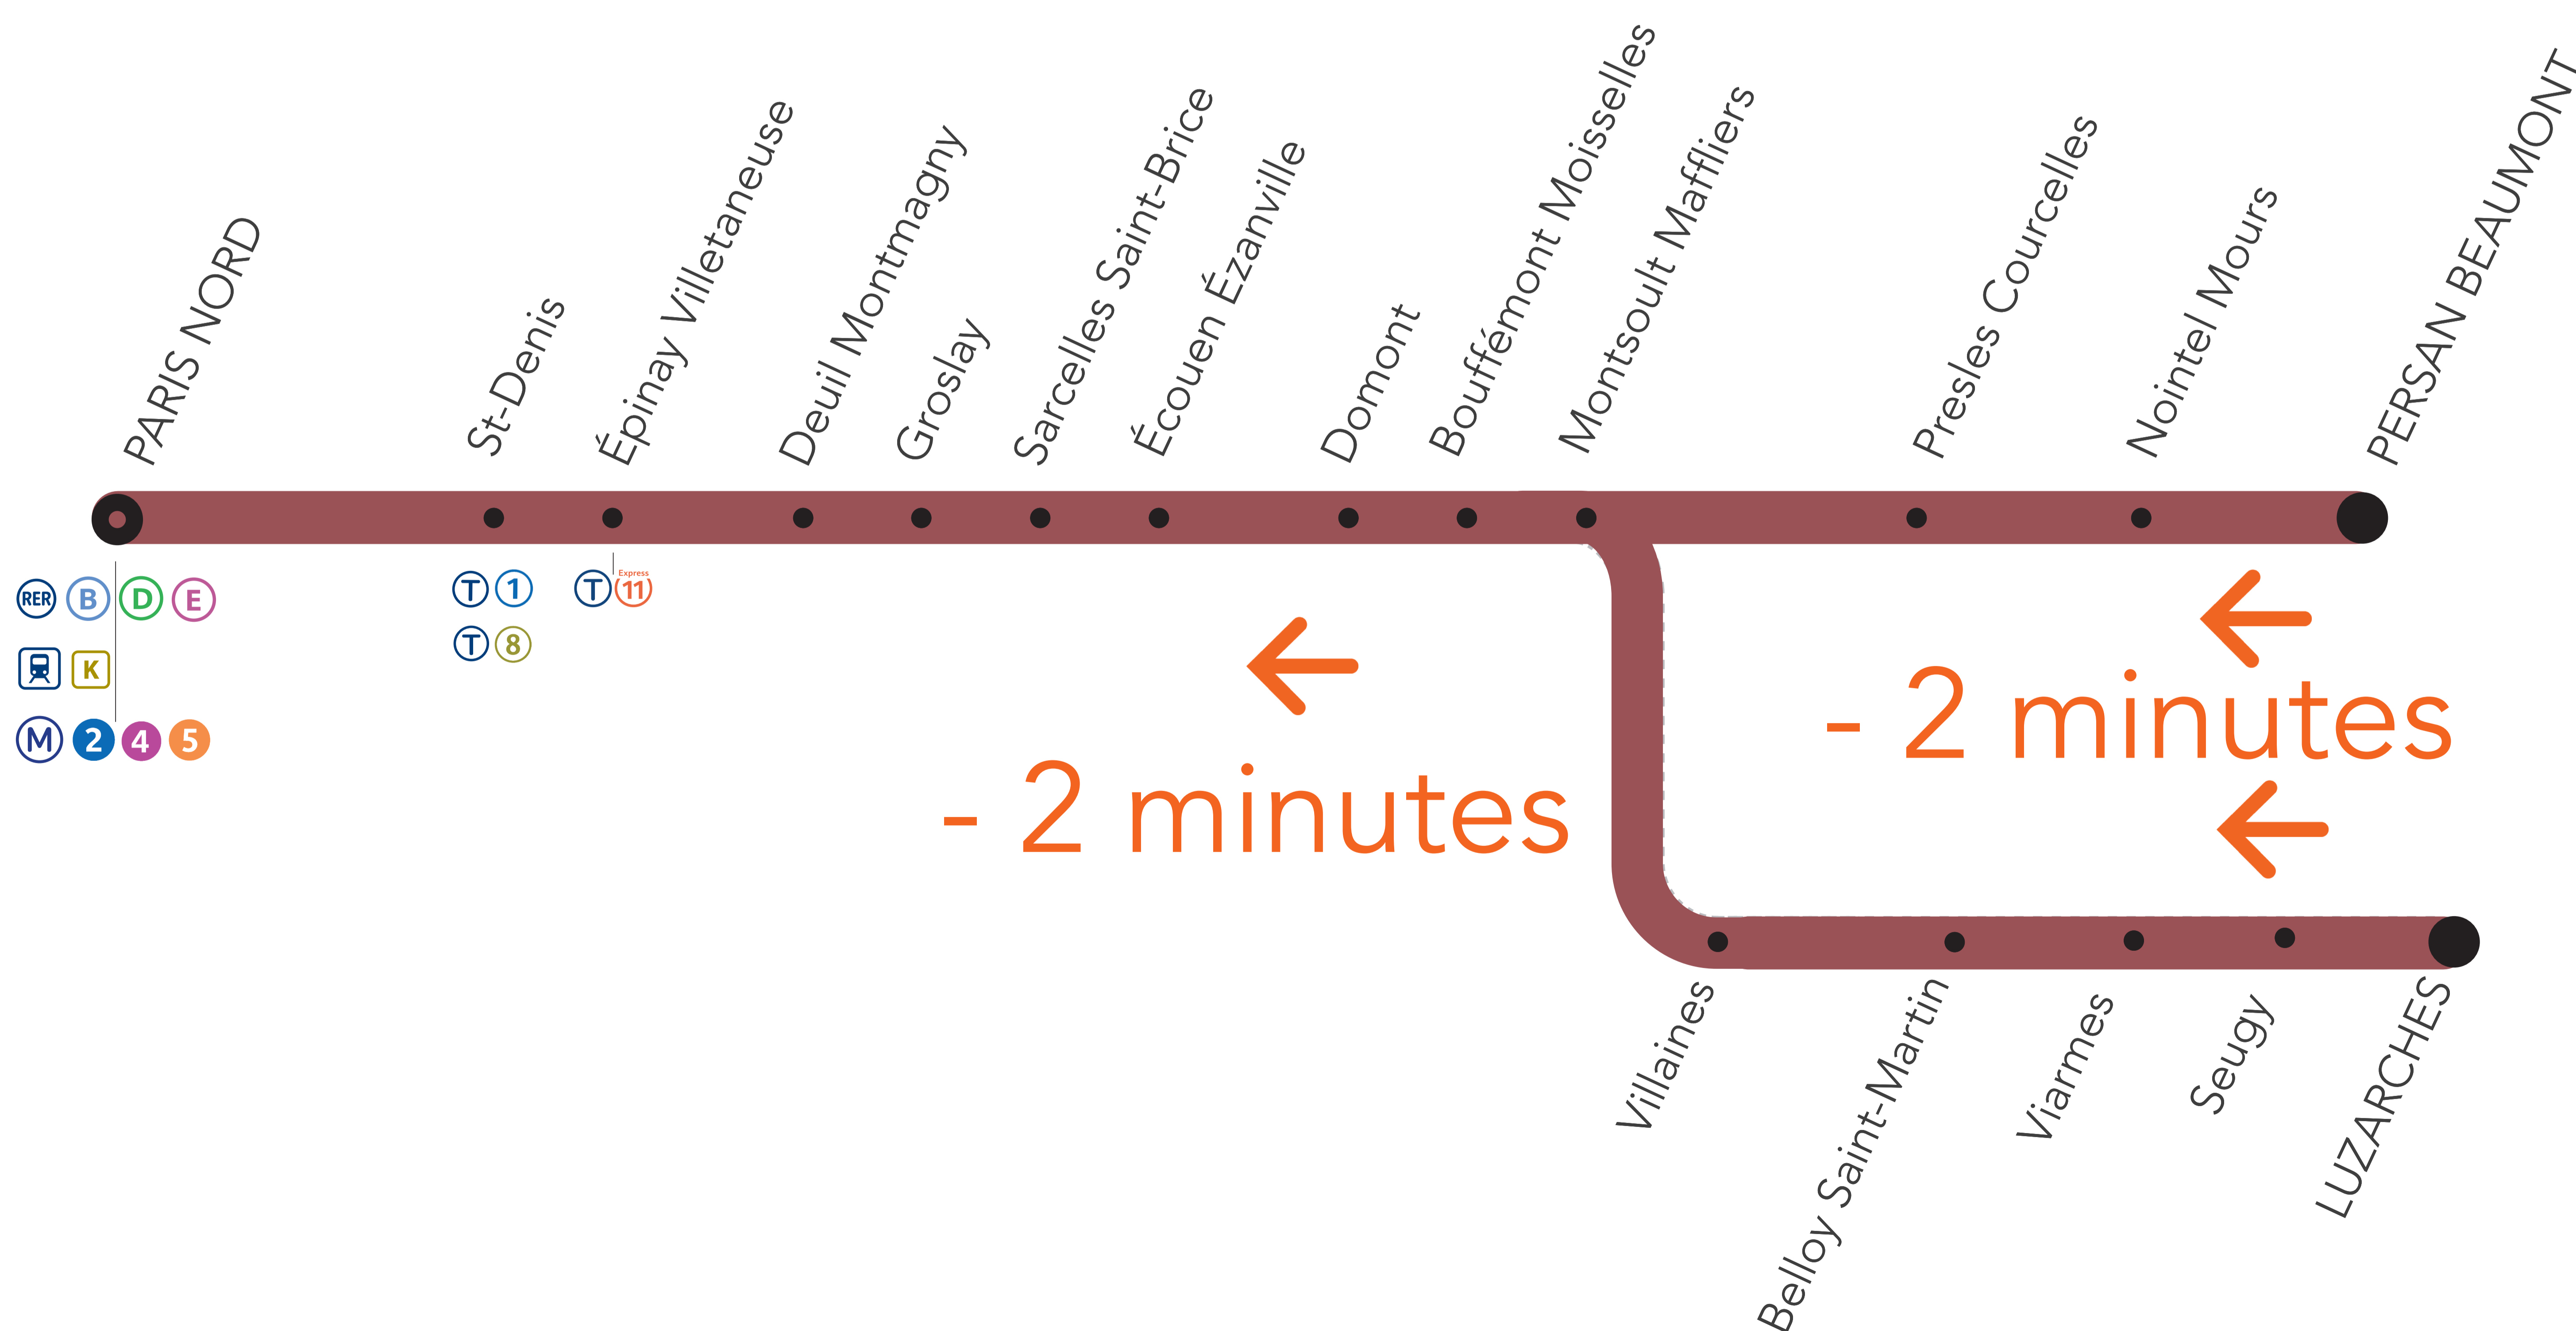 PARIS NORD
St-Denis
Épinay Villetaneuse
Deuil Montmagny
Groslay
Sarcelles Saint-Brice
Écouen Ézanville
Domont
Bouffémont Moisselles
Montsoult Maffliers
Presles Courcelles
Nointel Mours
PERSAN BEAUMONT
RER B D E
K
M 2 4 5
T 1
T 8
Express
T 11
- 2 minutes
- 2 minutes
Villaines
Belloy Saint-Martin
Viarmes
Seugy
LUZARCHES